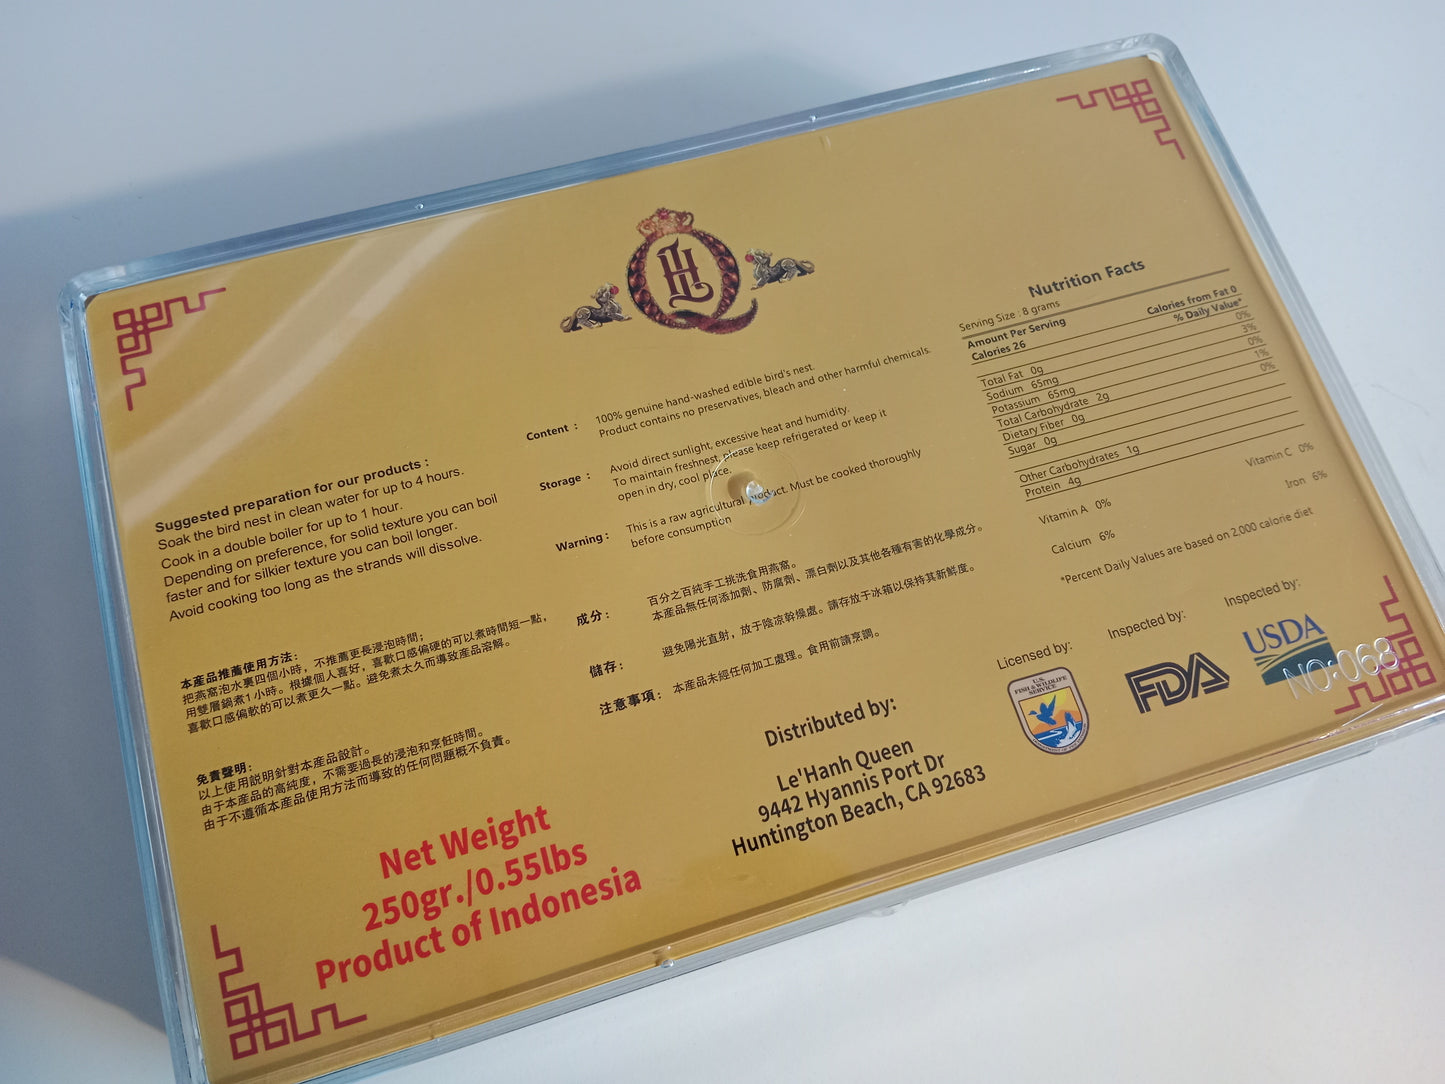 Suggested preparation for our products :
Soak the bird nest in clean water for up to 4 hours.
Cook in a double boiler for up to 1 hour.
Depending on preference, for solid texture you can boil
faster and for silkier texture you can boil longer.
Avoid cooking too long as the strands will dissolve.
本產品推薦使用方法：
把燕窩泡水裏四個小時，不推薦更長浸泡時間；
用雙層鍋煮1小時。根據個人喜好，喜歡口感偏硬的可以煮時間短一點，
喜歡口感偏軟的可以煮更久一點。避免煮太久而導致產品溶解。
免責聲明：
以上使用説明針對本產品設計。
由于本產品的高純度，不需要過長的浸泡和烹飪時間。
由于不遵循本產品使用方法而導致的任何問題概不負責。
Net Weight
250gr./0.55lbs
Product of Indonesia
HL
Content : 100% genuine hand-washed edible bird's nest.
Product contains no preservatives, bleach and other harmful chemicals.
Storage : Avoid direct sunlight, excessive heat and humidity.
To maintain freshnest, please keep refrigerated or keep it
open in dry, cool place.
Warning : This is a raw agricultural product. Must be cooked thoroughly
before consumption
成分： 百分之百純手工挑洗食用燕窩。
本產品無任何添加劑、防腐劑、漂白劑以及其他各種有害的化學成分。
儲存： 避免陽光直射，放于陰凉幹燥處。請存放于冰箱以保持其新鮮度。
注意事項： 本產品未經任何加工處理。食用前請烹調。
Distributed by:
Le'Hanh Queen
9442 Hyannis Port Dr
Huntington Beach, CA 92683
Nutrition Facts
Serving Size : 8 grams
Amount Per Serving Calories from Fat 0
Calories 26 % Daily Value*
Total Fat 0g 0%
Sodium 65mg 3%
Potassium 65mg 0%
Total Carbohydrate 2g 1%
Dietary Fiber 0g 0%
Sugar 0g
Other Carbohydrates 1g
Protein 4g
Vitamin A 0% Vitamin C 0%
Calcium 6% Iron 6%
*Percent Daily Values are based on 2,000 calorie diet
Licensed by: Inspected by: Inspected by:
U.S.
FISH & WILDLIFE
SERVICE
FDA
USDA
NO:068